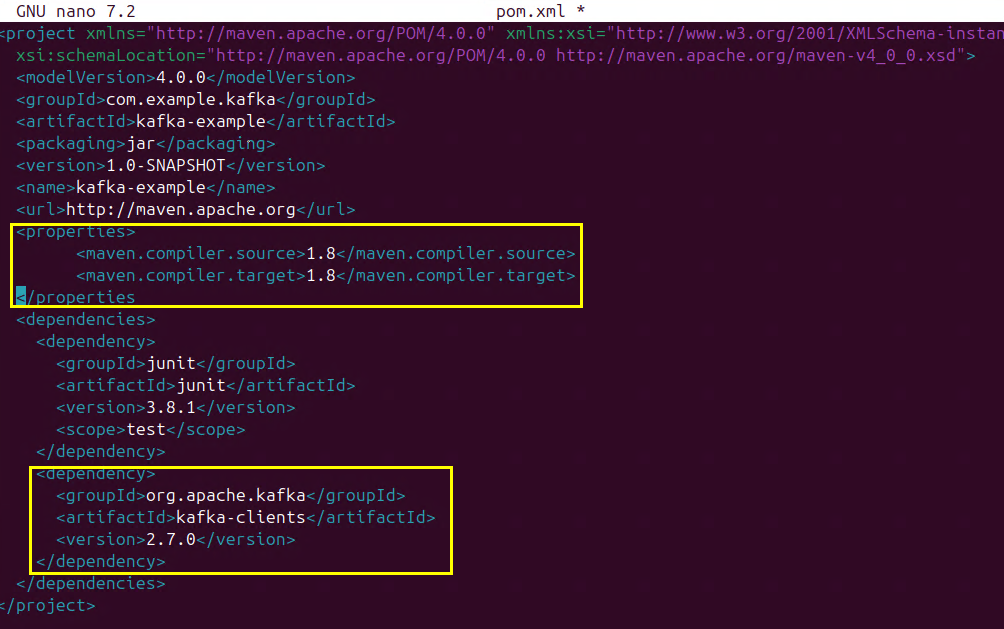 GNU nano 7.2 pom.xml *
<project xmlns="http://maven.apache.org/POM/4.0.0" xmlns:xsi="http://www.w3.org/2001/XMLSchema-instan
xsi:schemaLocation="http://maven.apache.org/POM/4.0.0 http://maven.apache.org/maven-v4_0_0.xsd">
<modelVersion>4.0.0</modelVersion>
<groupId>com.example.kafka</groupId>
<artifactId>kafka-example</artifactId>
<packaging>jar</packaging>
<version>1.0-SNAPSHOT</version>
<name>kafka-example</name>
<url>http://maven.apache.org</url>
<properties>
<maven.compiler.source>1.8</maven.compiler.source>
<maven.compiler.target>1.8</maven.compiler.target>
</properties
<dependencies>
<dependency>
<groupId>junit</groupId>
<artifactId>junit</artifactId>
<version>3.8.1</version>
<scope>test</scope>
</dependency>
<dependency>
<groupId>org.apache.kafka</groupId>
<artifactId>kafka-clients</artifactId>
<version>2.7.0</version>
</dependency>
</dependencies>
</project>